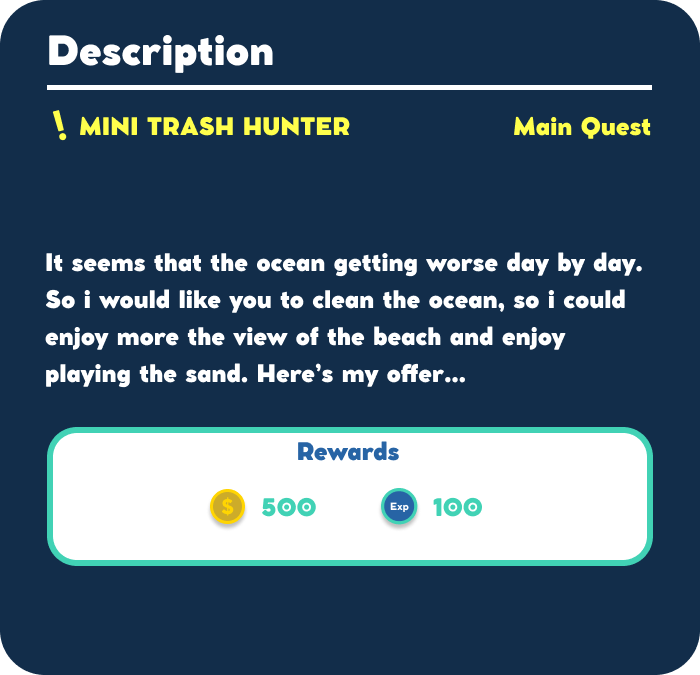 Description
! MINI TRASH HUNTER Main Quest
It seems that the ocean getting worse day by day.
So i would like you to clean the ocean, so i could
enjoy more the view of the beach and enjoy
playing the sand. Here’s my offer...
Rewards
$ 500 Exp 100